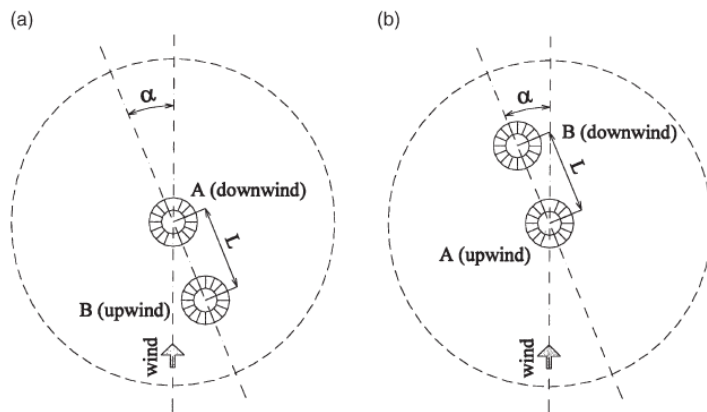 (a)
α
A (downwind)
L
B (upwind)
wind
(b)
α
B (downwind)
L
A (upwind)
wind